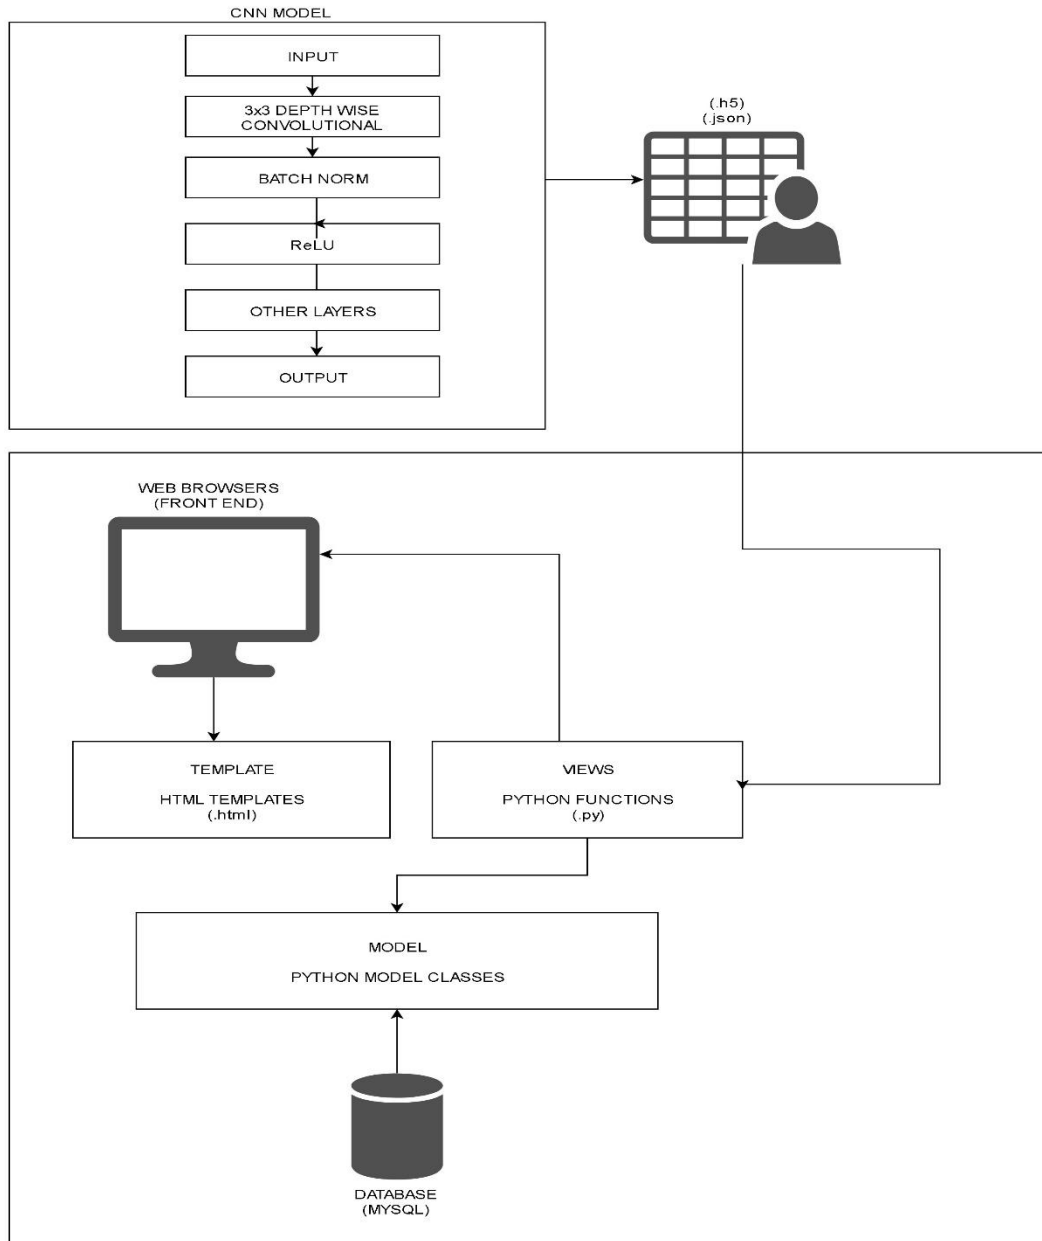 CNN MODEL
INPUT
3x3 DEPTH WISE
CONVOLUTIONAL
BATCH NORM
ReLU
OTHER LAYERS
OUTPUT
(.h5)
(.json)
WEB BROWSERS
(FRONT END)
TEMPLATE
HTML TEMPLATES
(.html)
VIEWS
PYTHON FUNCTIONS
(.py)
MODEL
PYTHON MODEL CLASSES
DATABASE
(MYSQL)